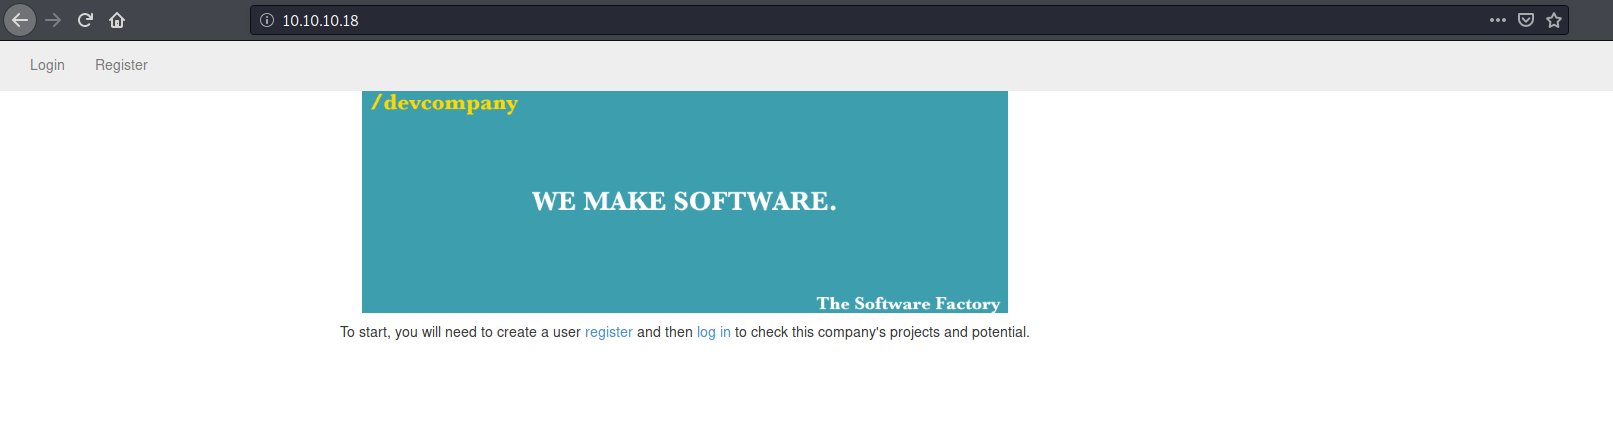 10.10.10.18
Login Register
/devcompany
WE MAKE SOFTWARE.
The Software Factory
To start, you will need to create a user register and then log in to check this company's projects and potential.